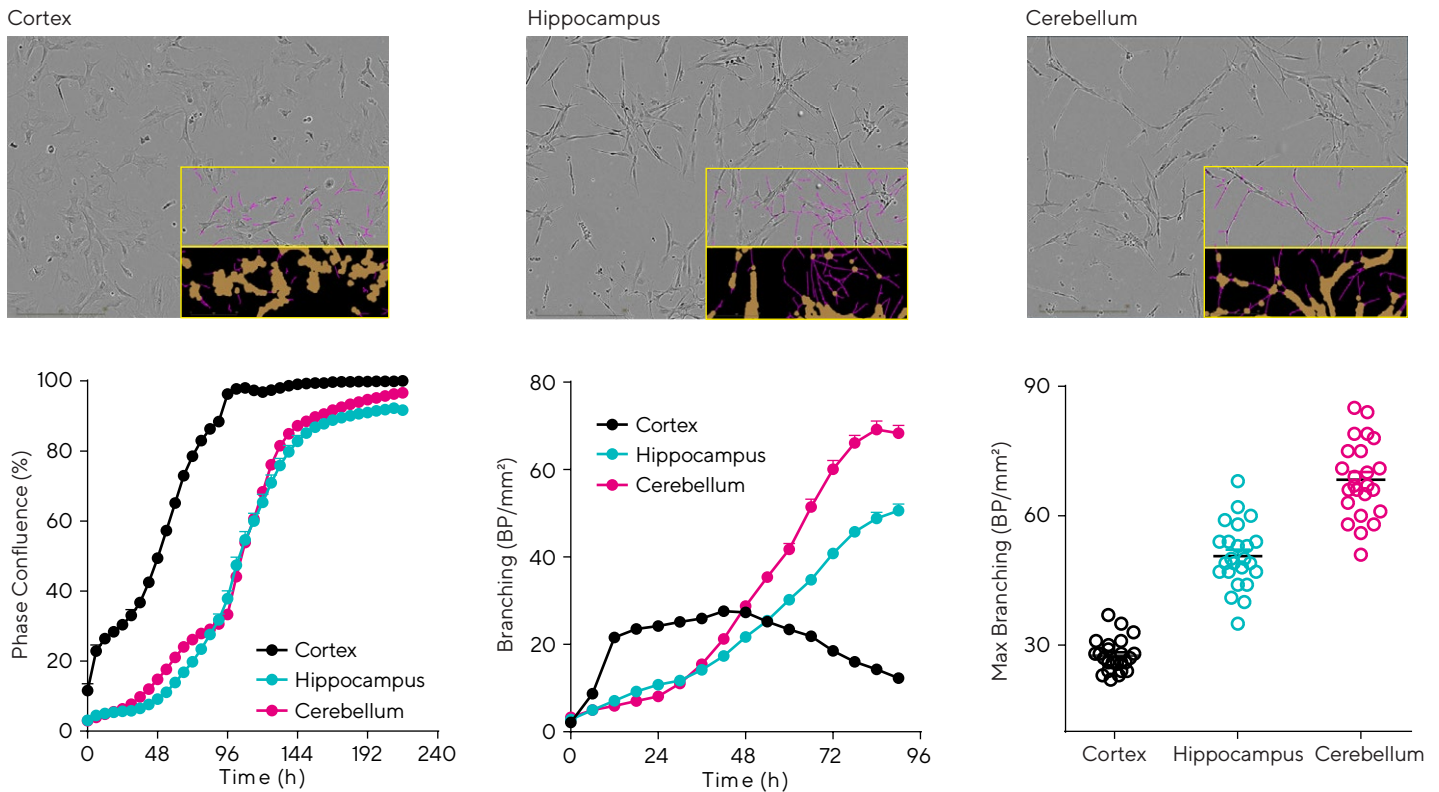 Cortex
Hippocampus
Cerebellum
Phase Confluence (%)
100
80
60
40
20
0
Cortex
Hippocampus
Cerebellum
0 48 96 144 192 240
Time (h)
Branching (BP/mm²)
80
60
40
20
0
Cortex
Hippocampus
Cerebellum
0 24 48 72 96
Time (h)
Max Branching (BP/mm²)
90
60
30
Cortex Hippocampus Cerebellum